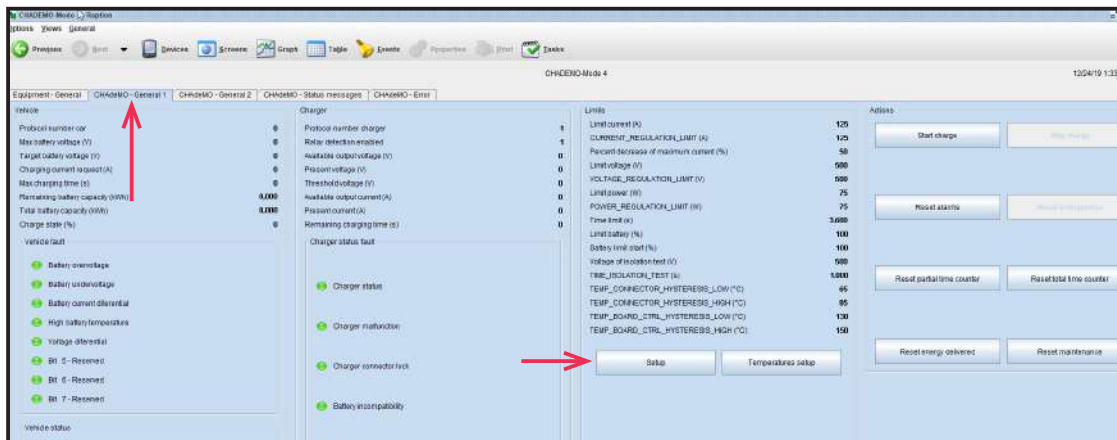 CHADEMO-Mode
Options Views General
Previous Next Devices Screens Graph Table Events Properties Print Tasks
CHADEMO-Mode 4 12/24/19 1:33
Equipment - General CHAdeMO - General 1 CHAdeMO - General 2 CHAdeMO - Status messages CHAdeMO - Error
Vehicle
Protocol number car 0
Max battery voltage (V) 0
Target battery voltage (V) 0
Charging current request (A) 0
Max charging time (s) 0
Remaining battery capacity (kWh) 0,000
Total battery capacity (kWh) 0,000
Charge state (%) 0
Vehicle fault
Battery overvoltage
Battery undervoltage
Battery current diferential
High battery temperature
Voltage diferential
Bit 5 - Reserved
Bit 6 - Reserved
Bit 7 - Reserved
Vehicle status
Charger
Protocol number charger 1
Relay detection enabled 1
Available output voltage (V) 0
Present voltage (V) 0
Threshold voltage (V) 0
Available output current (A) 0
Present current (A) 0
Remaining charging time (s) 0
Charger status fault
Charger status
Charger malfunction
Charger connector lock
Battery incompatibility
Limits
Limit current (A) 125
CURRENT_REGULATION_LIMIT (A) 125
Percent decrease of maximum current (%) 50
Limit voltage (V) 500
VOLTAGE_REGULATION_LIMIT (V) 500
Limit power (W) 75
POWER_REGULATION_LIMIT (W) 75
Time limit (s) 3,600
Limit battery (%) 100
Battery limit start (%) 100
Voltage of isolation test (V) 500
TIME_ISOLATION_TEST (s) 1.000
TEMP_CONNECTOR_HYSTERESIS_LOW (°C) 65
TEMP_CONNECTOR_HYSTERESIS_HIGH (°C) 85
TEMP_BOARD_CTRL_HYSTERESIS_LOW (°C) 130
TEMP_BOARD_CTRL_HYSTERESIS_HIGH (°C) 150
Setup Temperatures setup
Actions
Start charge Stop charge
Reset alarms
Reset partial time counter Reset total time counter
Reset energy delivered Reset maintenance